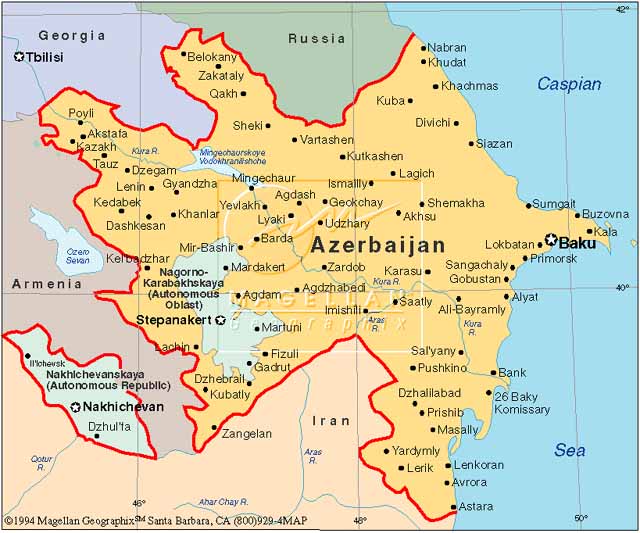 42°
Georgia
Russia
Tbilisi
Nabran
Khudat
Belokany
Zakataly
Qakh
Khachmas
Caspian
Kuba
Poyli
Divichi
Akstafa
Sheki
Kazakh
Vartashen
Siazan
Kura R.
Tauz
Mingechaurskoye
Vodokhranilishche
Kutkashen
Dzegam
Lagich
Lenin
Gyandzha
Mingechaur
Ismailly
Kedabek
Yevlakh
Agdash
Geokchay
Shemakha
Sumgait
Dashkesan
Khanlar
Lyaki
Udzhary
Akhsu
Buzovna
Kala
Ozero
Sevan
Mir-Bashir
Barda
Azerbaijan
Lokbatan
Baku
Kelbadzhar
Primorsk
Armenia
Nagorno-
Karabakhskaya
(Autonomous
Oblast)
Mardakert
Zardob
Karasu
Sangachaly
Kura R.
Gobustan
Agdam
Agdzhabedi
40°
MAGELLAN
Geographix
Saatly
Alyat
Stepanakert
Imishili
Ali-Bayramly
Aras
R.
Kura
R.
Martuni
Lachin
Fizuli
Sal'yany
Il'ichevsk
Nakhichevanskaya
(Autonomous Republic)
Gadrut
Pushkino
Bank
Dzhebrail
Kubatly
Nakhichevan
Dzhalilabad
26 Baky
Komissary
Prishib
Iran
Dzhul'fa
Zangelan
Masally
Sea
Qotur
R.
Aras
R.
Yardymly
Lerik
Lenkoran
Avrora
Ahar Chay R.
Astara
46°
48°
50°
©1994 Magellan Geographix℠ Santa Barbara, CA (800)929-4MAP